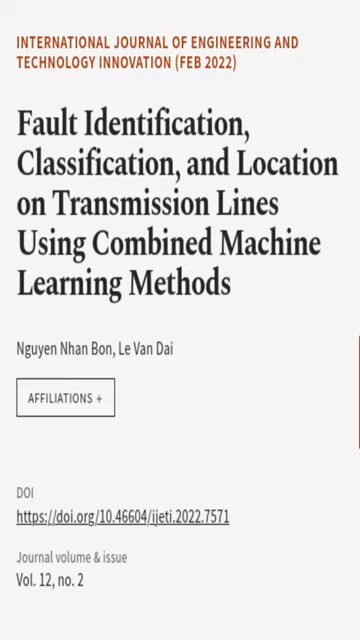 INTERNATIONAL JOURNAL OF ENGINEERING AND
TECHNOLOGY INNOVATION (FEB 2022)
Fault Identification,
Classification, and Location
on Transmission Lines
Using Combined Machine
Learning Methods
Nguyen Nhan Bon, Le Van Dai
AFFILIATIONS +
DOI
https://doi.org/10.46604/ijeti.2022.7571
Journal volume & issue
Vol. 12, no. 2